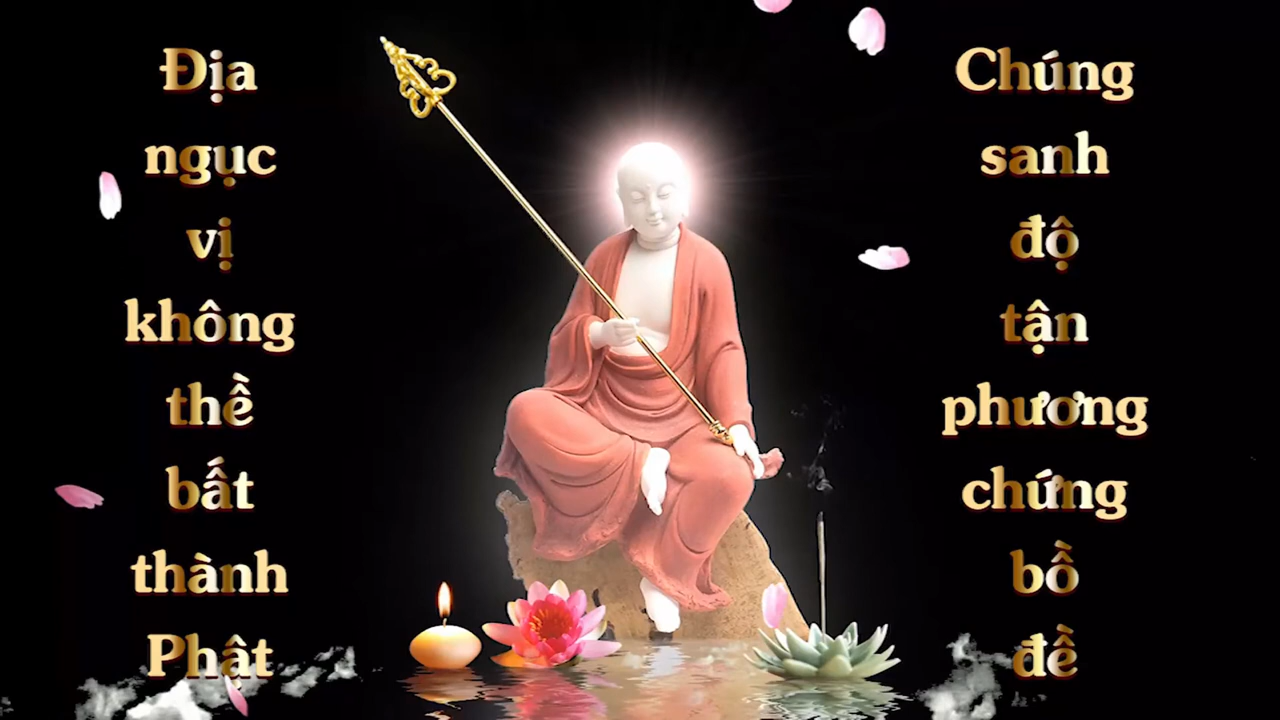 Địa
ngục
vị
không
thề
bất
thành
Phật
Chúng
sanh
độ
tận
phương
chứng
bồ
đề